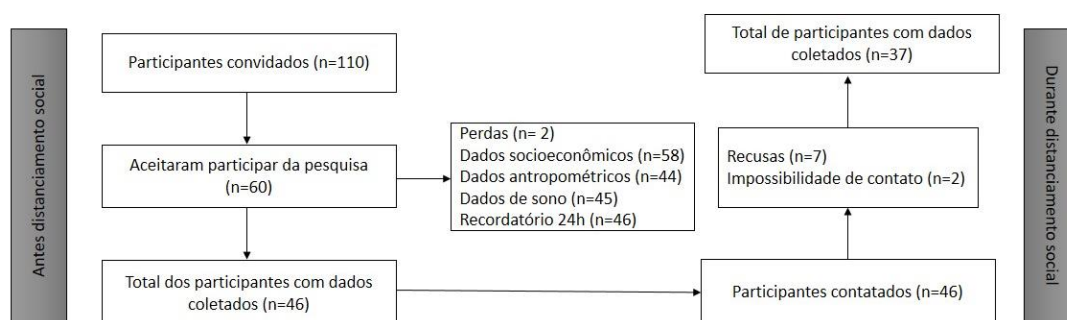 Antes distanciamento social
Participantes convidados (n=110)
Aceitaram participar da pesquisa
(n=60)
Perdas (n= 2)
Dados socioeconômicos (n=58)
Dados antropométricos (n=44)
Dados de sono (n=45)
Recordatório 24h (n=46)
Total dos participantes com dados
coletados (n=46)
Participantes contatados (n=46)
Recusas (n=7)
Impossibilidade de contato (n=2)
Total de participantes com dados
coletados (n=37)
Durante distanciamento social